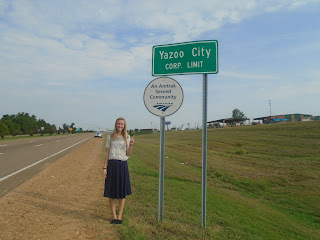 Yazoo City
CORP. LIMIT
An Amtrak
Served
Community